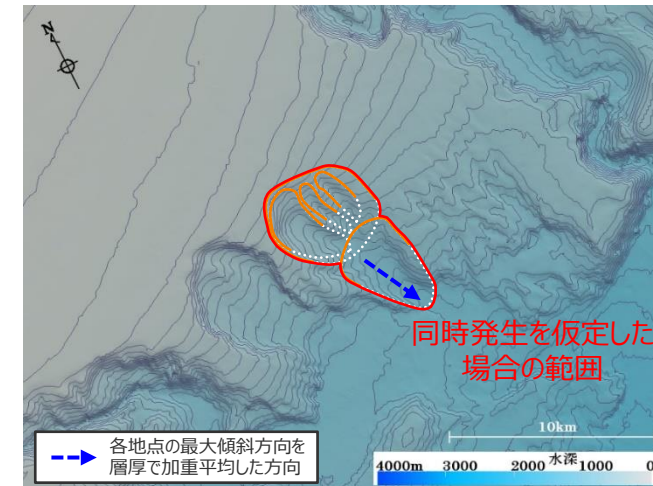 N
同時発生を仮定した
場合の範囲
10km
各地点の最大傾斜方向を
層厚で加重平均した方向
4000m 3000 2000 水深 1000 0